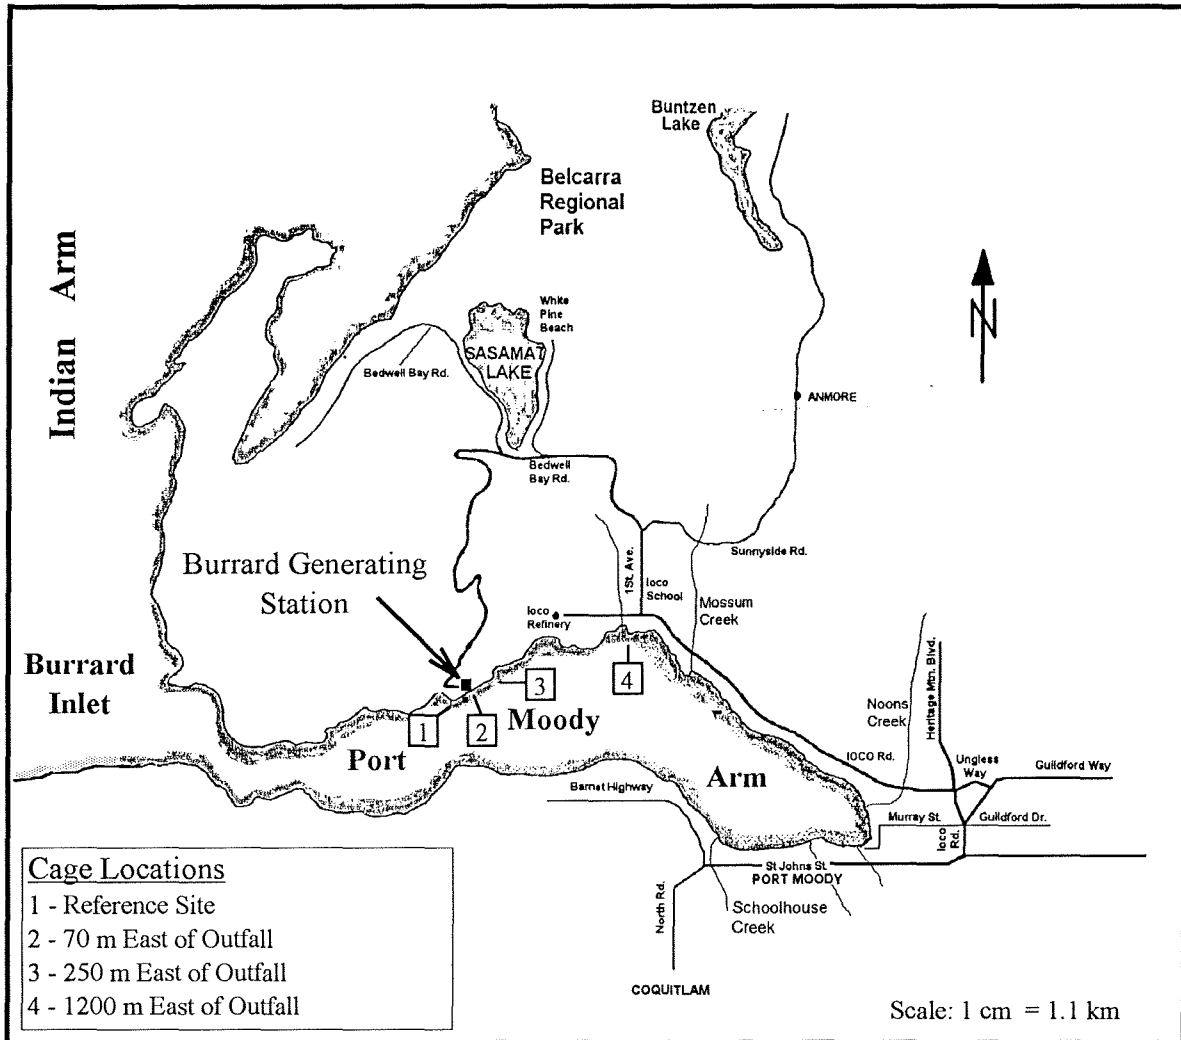 Buntzen
Lake
Belcarra
Regional
Park
Indian Arm
N
White
Pine
Beach
SASAMAT
LAKE
Bedwell Bay Rd.
ANMORE
Bedwell
Bay Rd.
Sunnyside Rd.
1St. Ave.
Ioco
School
Burrard Generating
Station
Mossum
Creek
Ioco
Refinery
Burrard
Inlet
Heritage Mtn. Blvd.
Noons
Creek
1
2
3
4
Port
Moody
Arm
IOCO Rd.
Ungless
Way
Guildford Way
Barnet Highway
Murray St.
Guildford Dr.
Ioco
Rd.
St Johns St.
PORT MOODY
North Rd.
Schoolhouse
Creek
COQUITLAM
Cage Locations
1 - Reference Site
2 - 70 m East of Outfall
3 - 250 m East of Outfall
4 - 1200 m East of Outfall
Scale: 1 cm = 1.1 km